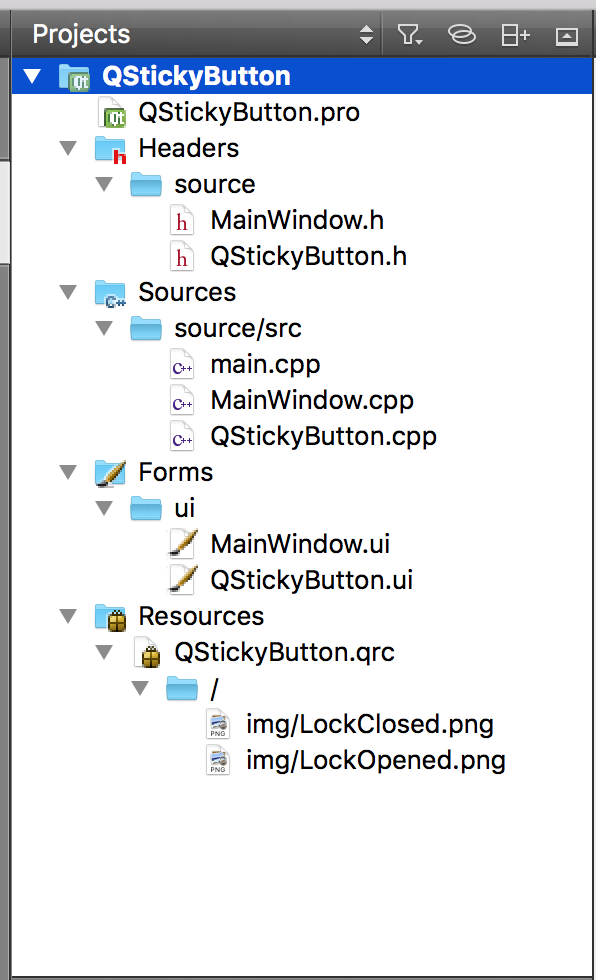 Projects
QStickyButton
QStickyButton.pro
Headers
source
MainWindow.h
QStickyButton.h
Sources
source/src
main.cpp
MainWindow.cpp
QStickyButton.cpp
Forms
ui
MainWindow.ui
QStickyButton.ui
Resources
QStickyButton.qrc
/
img/LockClosed.png
img/LockOpened.png